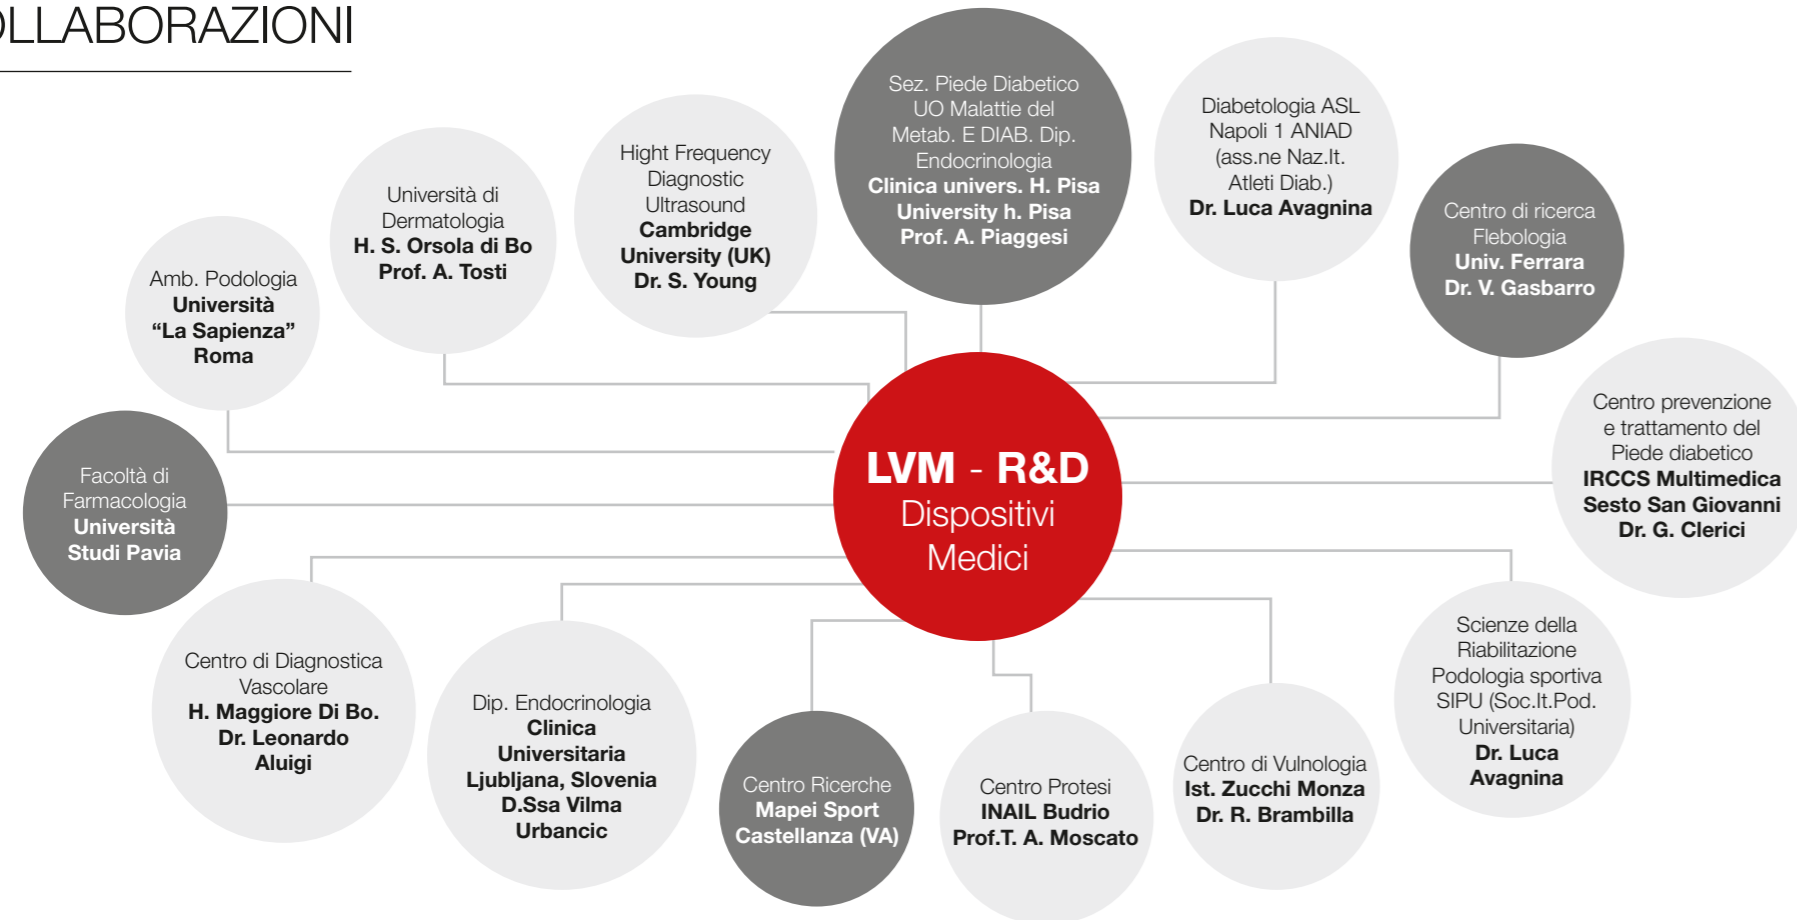 OLLABORAZIONI
Sez. Piede Diabetico
UO Malattie del
Metab. E DIAB. Dip.
Endocrinologia
Clinica univers. H. Pisa
University h. Pisa
Prof. A. Piaggesi
Diabetologia ASL
Napoli 1 ANIAD
(ass.ne Naz.It.
Atleti Diab.)
Dr. Luca Avagnina
Hight Frequency
Diagnostic
Ultrasound
Cambridge
University (UK)
Dr. S. Young
Università di
Dermatologia
H. S. Orsola di Bo
Prof. A. Tosti
Centro di ricerca
Flebologia
Univ. Ferrara
Dr. V. Gasbarro
Amb. Podologia
Università
“La Sapienza”
Roma
Centro prevenzione
e trattamento del
Piede diabetico
IRCCS Multimedica
Sesto San Giovanni
Dr. G. Clerici
Facoltà di
Farmacologia
Università
Studi Pavia
LVM - R&D
Dispositivi
Medici
Centro di Diagnostica
Vascolare
H. Maggiore Di Bo.
Dr. Leonardo
Aluigi
Dip. Endocrinologia
Clinica
Universitaria
Ljubljana, Slovenia
D.Ssa Vilma
Urbancic
Centro Ricerche
Mapei Sport
Castellanza (VA)
Centro Protesi
INAIL Budrio
Prof.T. A. Moscato
Centro di Vulnologia
Ist. Zucchi Monza
Dr. R. Brambilla
Scienze della
Riabilitazione
Podologia sportiva
SIPU (Soc.It.Pod.
Universitaria)
Dr. Luca
Avagnina